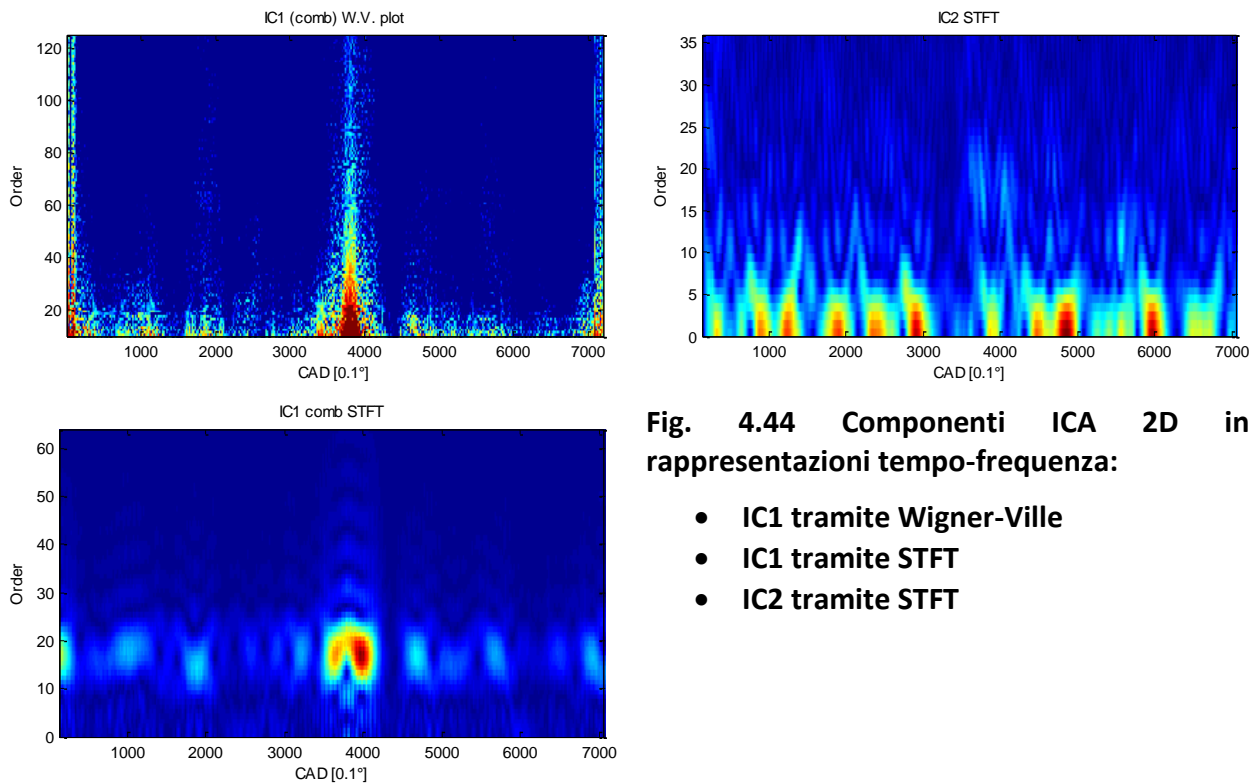 IC1 (comb) W.V. plot
120
100
80
60
40
20
Order
1000 2000 3000 4000 5000 6000 7000
CAD [0.1°]
IC2 STFT
35
30
25
20
15
10
5
0
Order
1000 2000 3000 4000 5000 6000 7000
CAD [0.1°]
IC1 comb STFT
60
50
40
30
20
10
0
Order
1000 2000 3000 4000 5000 6000 7000
CAD [0.1°]
Fig. 4.44 Componenti ICA 2D in
rappresentazioni tempo-frequenza:
• IC1 tramite Wigner-Ville
• IC1 tramite STFT
• IC2 tramite STFT